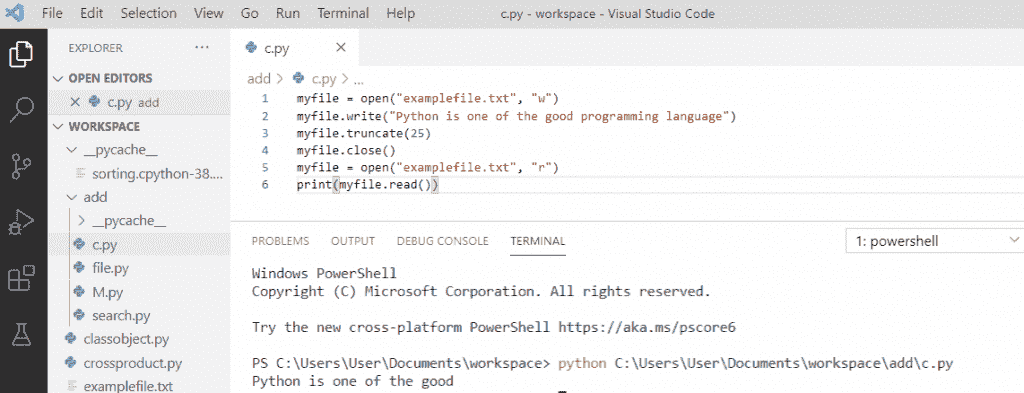 File Edit Selection View Go Run Terminal Help c.py - workspace - Visual Studio Code
EXPLORER ...
c.py ×
OPEN EDITORS
× c.py add
add > c.py > ...
WORKSPACE
__pycache__
sorting.cpython-38....
add
__pycache__
c.py
file.py
M.py
search.py
classobject.py
crossproduct.py
examplefile.txt
1 myfile = open("examplefile.txt", "w")
2 myfile.write("Python is one of the good programming language")
3 myfile.truncate(25)
4 myfile.close()
5 myfile = open("examplefile.txt", "r")
6 print(myfile.read())
PROBLEMS OUTPUT DEBUG CONSOLE TERMINAL 1: powershell
Windows PowerShell
Copyright (C) Microsoft Corporation. All rights reserved.
Try the new cross-platform PowerShell https://aka.ms/pscore6
PS C:\Users\User\Documents\workspace> python C:\Users\User\Documents\workspace\add\c.py
Python is one of the good